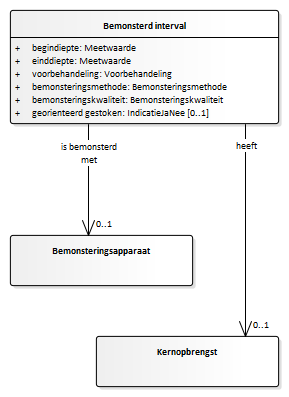 Bemonsterd interval
+ begindiepte: Meetwaarde
+ einddiepte: Meetwaarde
+ voorbehandeling: Voorbehandeling
+ bemonsteringsmethode: Bemonsteringsmethode
+ bemonsteringskwaliteit: Bemonsteringskwaliteit
+ georienteerd gestoken: IndicatieJaNee [0..1]
is bemonsterd
met
heeft
0..1
Bemonsteringsapparaat
0..1
Kernopbrengst